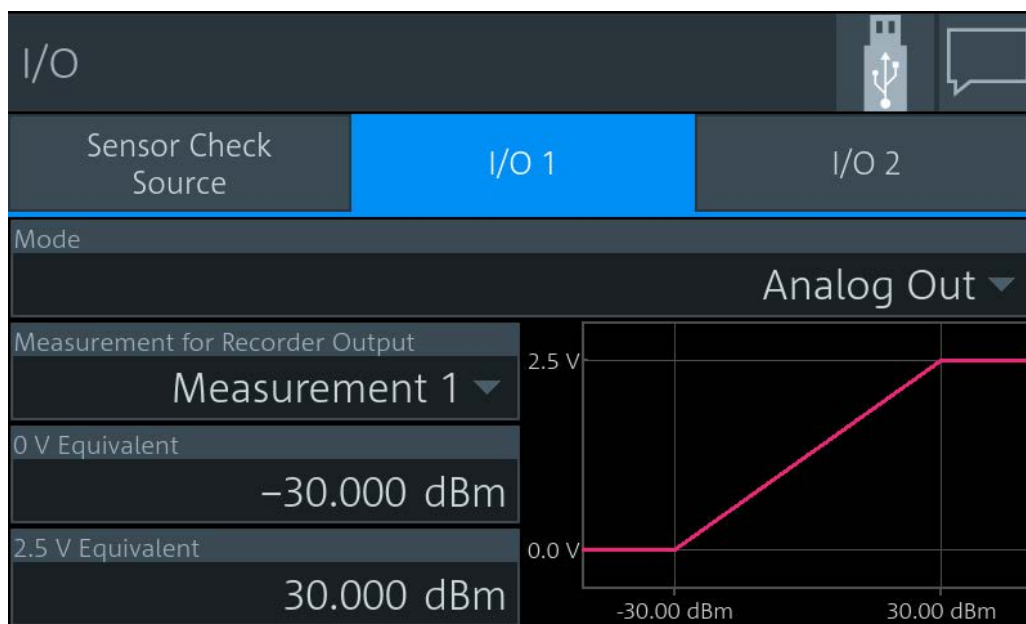 I/O
Sensor Check
Source
I/O 1
I/O 2
Mode
Analog Out
Measurement for Recorder Output
Measurement 1
0 V Equivalent
−30.000 dBm
2.5 V Equivalent
30.000 dBm
2.5 V
0.0 V
-30.00 dBm
30.00 dBm